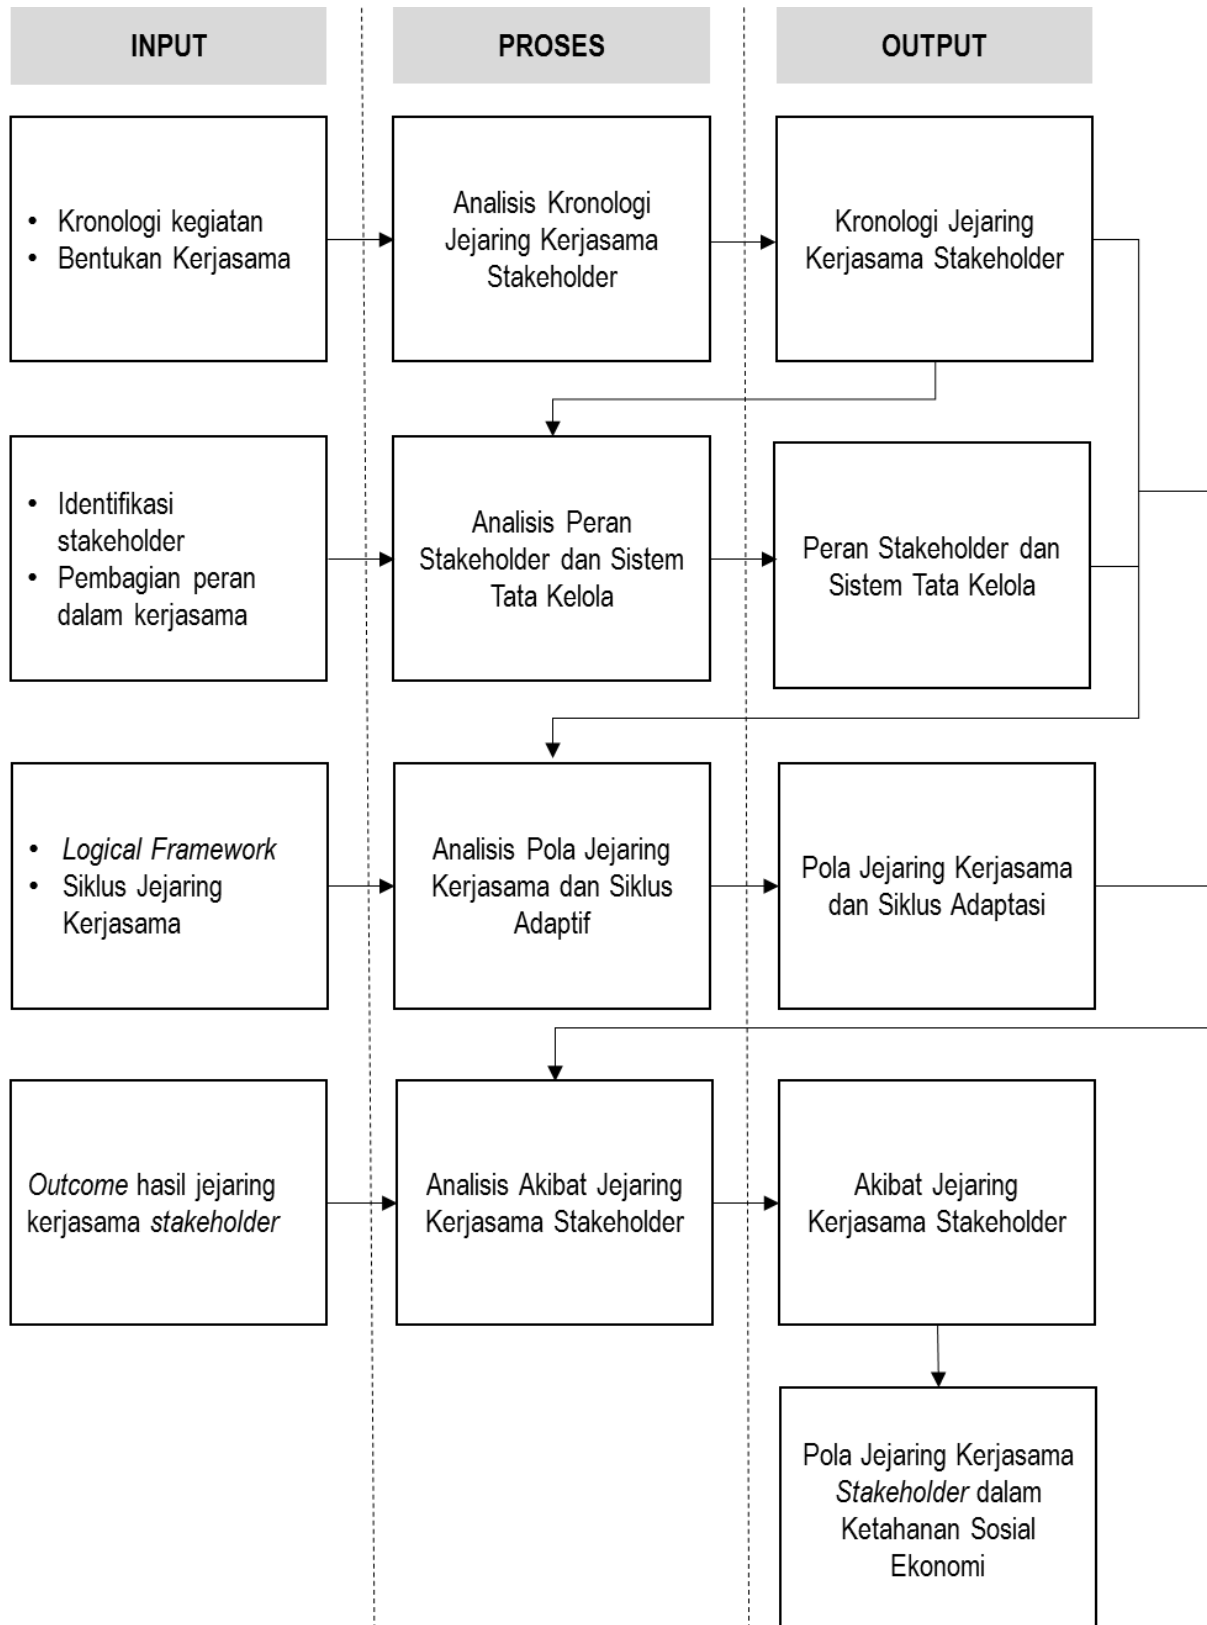 INPUT
PROSES
OUTPUT
• Kronologi kegiatan
• Bentukan Kerjasama
Analisis Kronologi
Jejaring Kerjasama
Stakeholder
Kronologi Jejaring
Kerjasama Stakeholder
• Identifikasi
stakeholder
• Pembagian peran
dalam kerjasama
Analisis Peran
Stakeholder dan Sistem
Tata Kelola
Peran Stakeholder dan
Sistem Tata Kelola
• Logical Framework
• Siklus Jejaring
Kerjasama
Analisis Pola Jejaring
Kerjasama dan Siklus
Adaptif
Pola Jejaring Kerjasama
dan Siklus Adaptasi
Outcome hasil jejaring
kerjasama stakeholder
Analisis Akibat Jejaring
Kerjasama Stakeholder
Akibat Jejaring
Kerjasama Stakeholder
Pola Jejaring Kerjasama
Stakeholder dalam
Ketahanan Sosial
Ekonomi